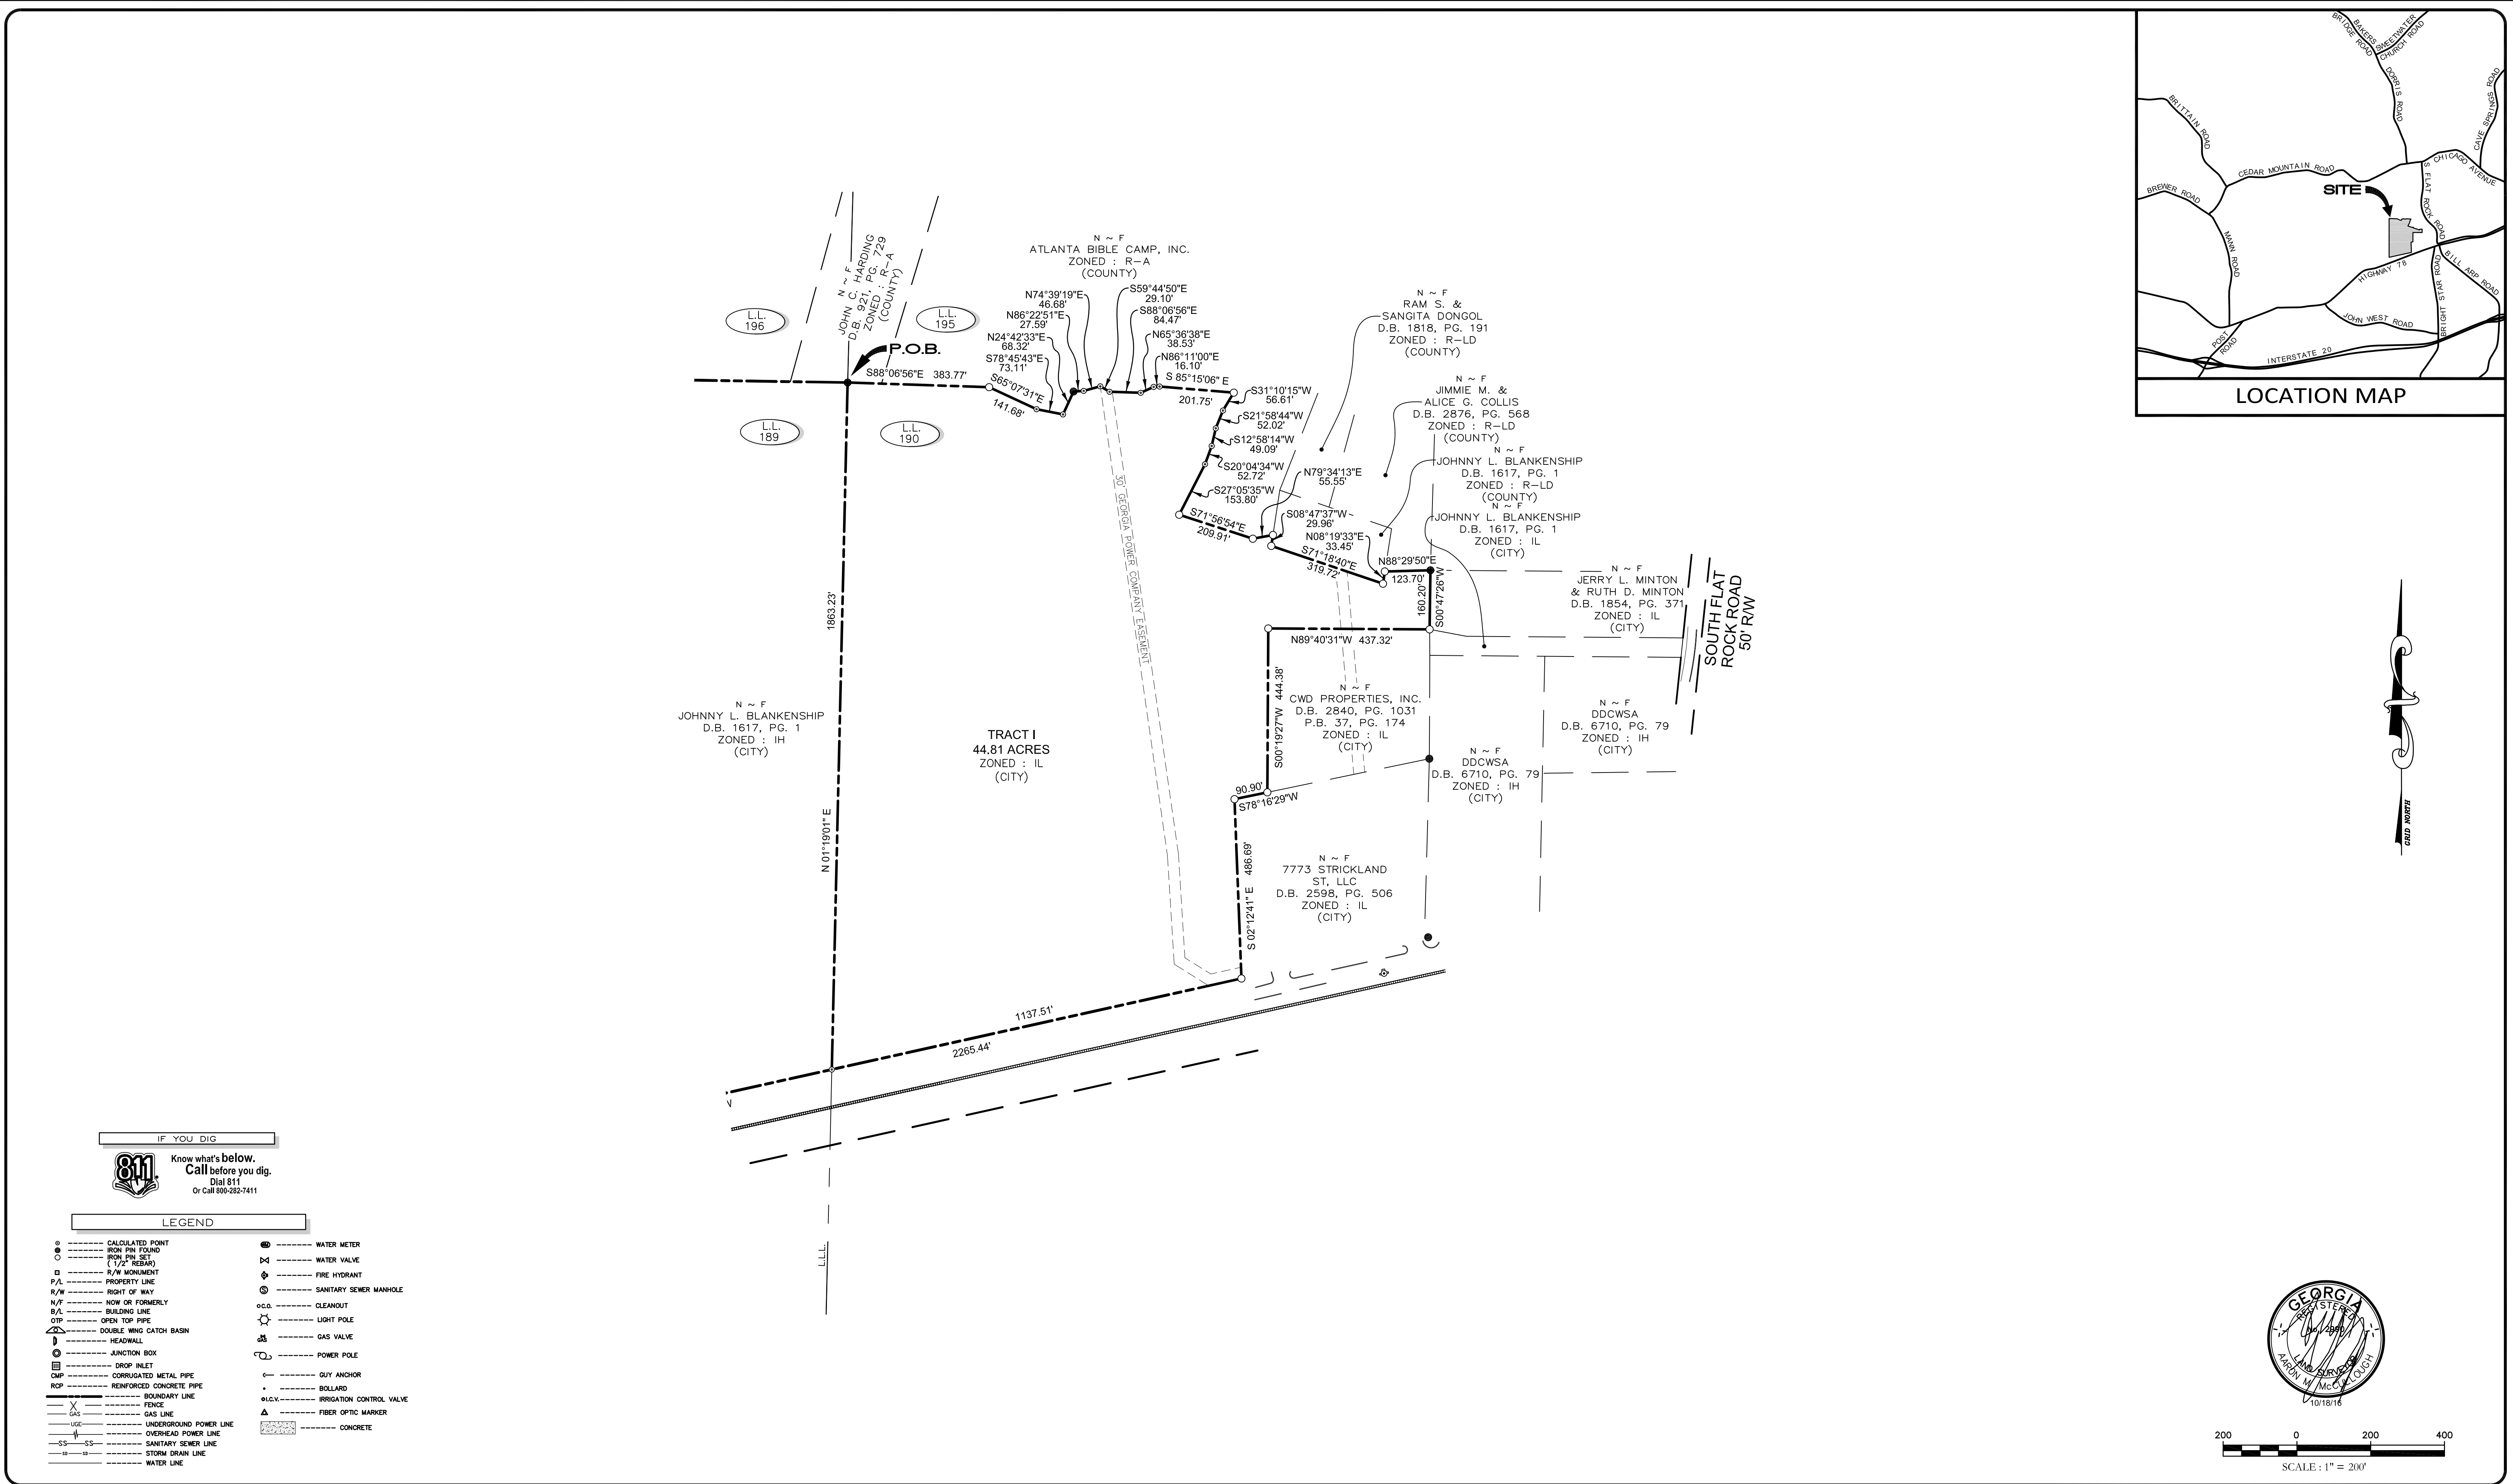 BAKERS
BRIDGE ROAD
SWEETWATER
CHURCH ROAD
DORRIS ROAD
CAVE SPRINGS ROAD
BRITTAIN ROAD
S CHICAGO AVENUE
CEDAR MOUNTAIN ROAD
S FLAT ROCK ROAD
SITE
BREWER ROAD
MANN ROAD
HIGHWAY 78
BILL ARP ROAD
BRIGHT STAR ROAD
JOHN WEST ROAD
POST
ROAD
INTERSTATE 20
LOCATION MAP
N ~ F
JOHN C. HARDING
D.B. 921, PG. 729
ZONED : R-A
(COUNTY)
L.L.
196
L.L.
195
P.O.B.
L.L.
189
L.L.
190
N ~ F
ATLANTA BIBLE CAMP, INC.
ZONED : R-A
(COUNTY)
S88°06'56"E 383.77'
S65°07'31"E
141.68'
S78°45'43"E
73.11'
N24°42'33"E
68.32'
N86°22'51"E
27.59'
N74°39'19"E
46.68'
S59°44'50"E
29.10'
S88°06'56"E
84.47'
N65°36'38"E
38.53'
N86°11'00"E
16.10'
S 85°15'06" E
201.75'
S31°10'15"W
56.61'
S21°58'44"W
52.02'
S12°58'14"W
49.09'
S20°04'34"W
52.72'
S27°05'35"W
153.80'
S71°56'54"E
209.91'
N79°34'13"E
55.55'
S08°47'37"W
29.96'
S71°18'40"E
319.72'
N08°19'33"E
33.45'
N88°29'50"E
123.70'
160.20'
S00°47'26"W
N89°40'31"W 437.32'
S00°19'27"W 444.38'
90.90'
S78°16'29"W
S 02°12'41" E 486.69'
1137.51'
2265.44'
N 01°19'01" E
1863.23'
30' GEORGIA POWER COMPANY EASEMENT
N ~ F
RAM S. &
SANGITA DONGOL
D.B. 1818, PG. 191
ZONED : R-LD
(COUNTY)
N ~ F
JIMMIE M. &
ALICE G. COLLIS
D.B. 2876, PG. 568
ZONED : R-LD
(COUNTY)
N ~ F
JOHNNY L. BLANKENSHIP
D.B. 1617, PG. 1
ZONED : R-LD
(COUNTY)
N ~ F
JOHNNY L. BLANKENSHIP
D.B. 1617, PG. 1
ZONED : IL
(CITY)
N ~ F
JERRY L. MINTON
& RUTH D. MINTON
D.B. 1854, PG. 371
ZONED : IL
(CITY)
SOUTH FLAT
ROCK ROAD
50' R/W
N ~ F
JOHNNY L. BLANKENSHIP
D.B. 1617, PG. 1
ZONED : IH
(CITY)
TRACT I
44.81 ACRES
ZONED : IL
(CITY)
N ~ F
CWD PROPERTIES, INC.
D.B. 2840, PG. 1031
P.B. 37, PG. 174
ZONED : IL
(CITY)
N ~ F
DDCWSA
D.B. 6710, PG. 79
ZONED : IH
(CITY)
N ~ F
DDCWSA
D.B. 6710, PG. 79
ZONED : IH
(CITY)
N ~ F
7773 STRICKLAND
ST, LLC
D.B. 2598, PG. 506
ZONED : IL
(CITY)
GRID NORTH
L.L.L.
IF YOU DIG
811
Know what's below.
Call before you dig.
Dial 811
Or Call 800-282-7411
LEGEND
CALCULATED POINT
IRON PIN FOUND
IRON PIN SET
( 1/2" REBAR)
R/W MONUMENT
P/L ------- PROPERTY LINE
R/W ------- RIGHT OF WAY
N/F ------- NOW OR FORMERLY
B/L ------- BUILDING LINE
OTP ------ OPEN TOP PIPE
DOUBLE WING CATCH BASIN
HEADWALL
JUNCTION BOX
DROP INLET
CMP -------- CORRUGATED METAL PIPE
RCP -------- REINFORCED CONCRETE PIPE
BOUNDARY LINE
X ------- FENCE
GAS ------- GAS LINE
UGE ------- UNDERGROUND POWER LINE
OVERHEAD POWER LINE
SS SS ------- SANITARY SEWER LINE
STORM DRAIN LINE
WATER LINE
WATER METER
WATER VALVE
FIRE HYDRANT
S ------- SANITARY SEWER MANHOLE
C.O. ------- CLEANOUT
LIGHT POLE
GAS ------- GAS VALVE
POWER POLE
GUY ANCHOR
BOLLARD
I.C.V. ------- IRRIGATION CONTROL VALVE
FIBER OPTIC MARKER
CONCRETE
GEORGIA
REGISTERED
LAND SURVEYOR
AARON M. McCULLOUGH
10/18/16
200 0 200 400
SCALE : 1" = 200'